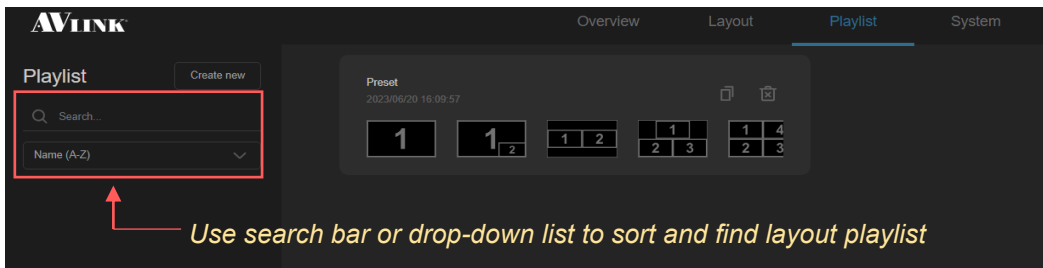 AVLINK
Overview Layout Playlist System
Playlist Create new
Search...
Name (A-Z)
Preset
2023/06/20 16:09:57
1
1 2
1 2
1 2 3
1 4 2 3
Use search bar or drop-down list to sort and find layout playlist